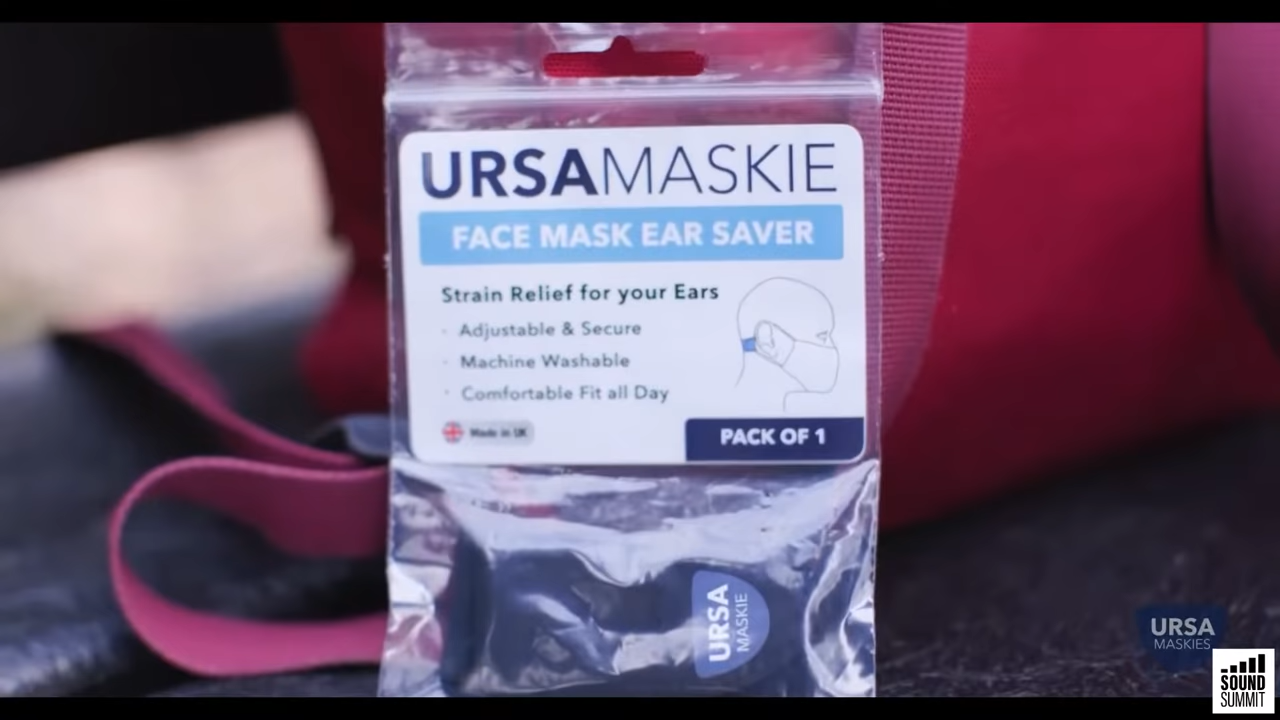 URSAMASKIE
FACE MASK EAR SAVER
Strain Relief for your Ears
· Adjustable & Secure
· Machine Washable
· Comfortable Fit all Day
Made in UK
PACK OF 1
URSA
MASKIE
URSA
MASKIES
SOUND
SUMMIT